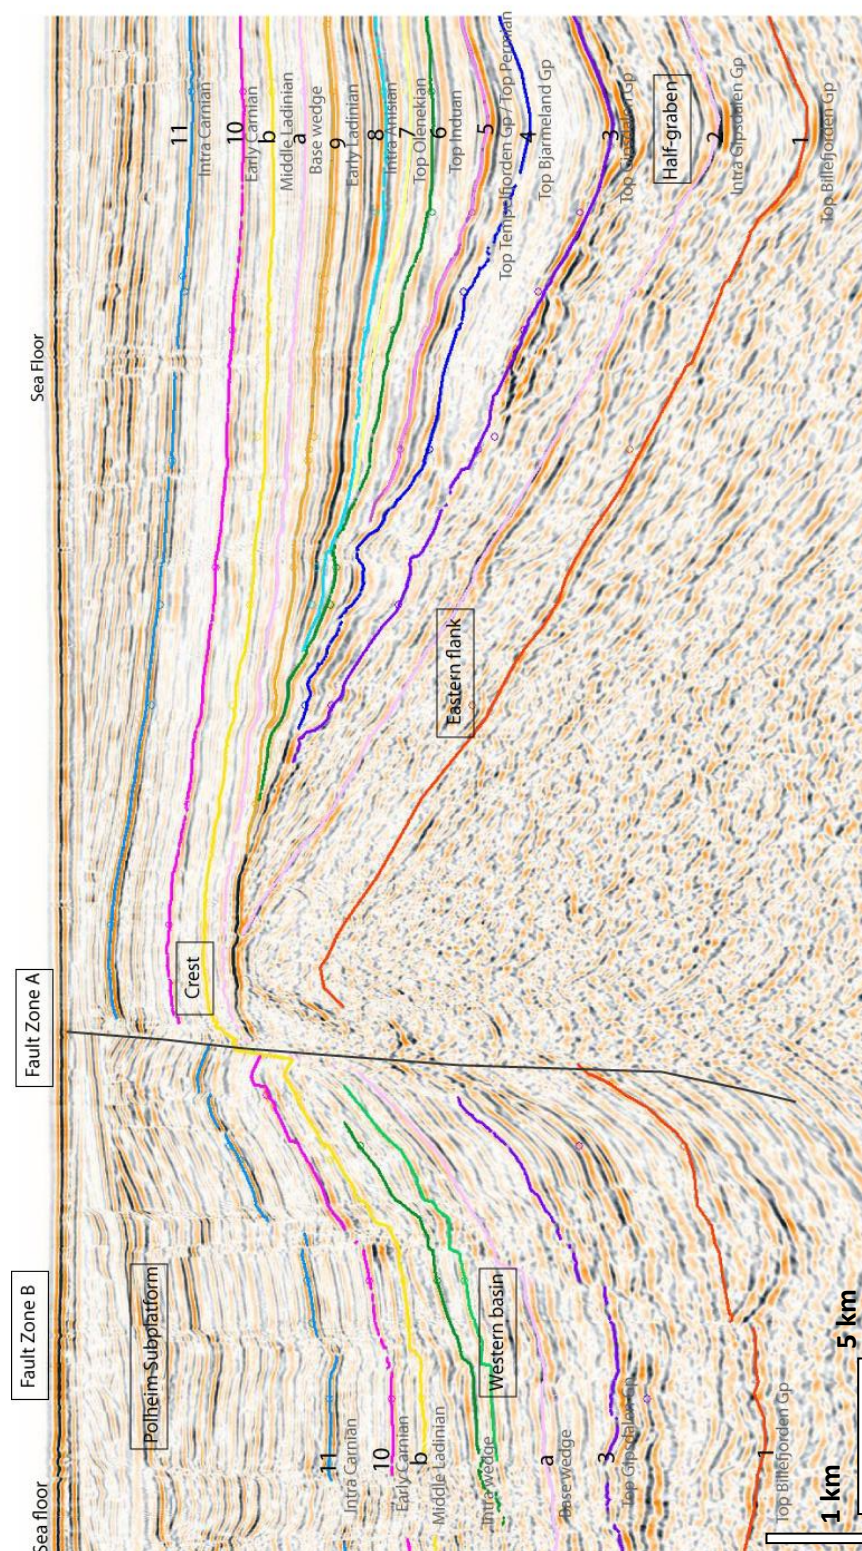 Fault Zone B
Fault Zone A
Sea floor
Sea Floor
Polheim-Subplatform
Crest
Western basin
Eastern flank
Half-graben
11
Intra Carnian
10
Early Carnian
b
Middle Ladinian
Intra wedge
a
Base wedge
3
Top Gipsdalen Gp
1
Top Billefjorden Gp
1 km
5 km
11
Intra Carnian
10
Early Carnian
b
Middle Ladinian
a
Base wedge
9
Early Ladinian
8
Intra Anisian
7
Top Olenekian
6
Top Induan
5
Top Tempelfjorden Gp / Top Permian
4
Top Bjarmeland Gp
3
Top Gipsdalen Gp
2
Intra Gipsdalen Gp
1
Top Billefjorden Gp